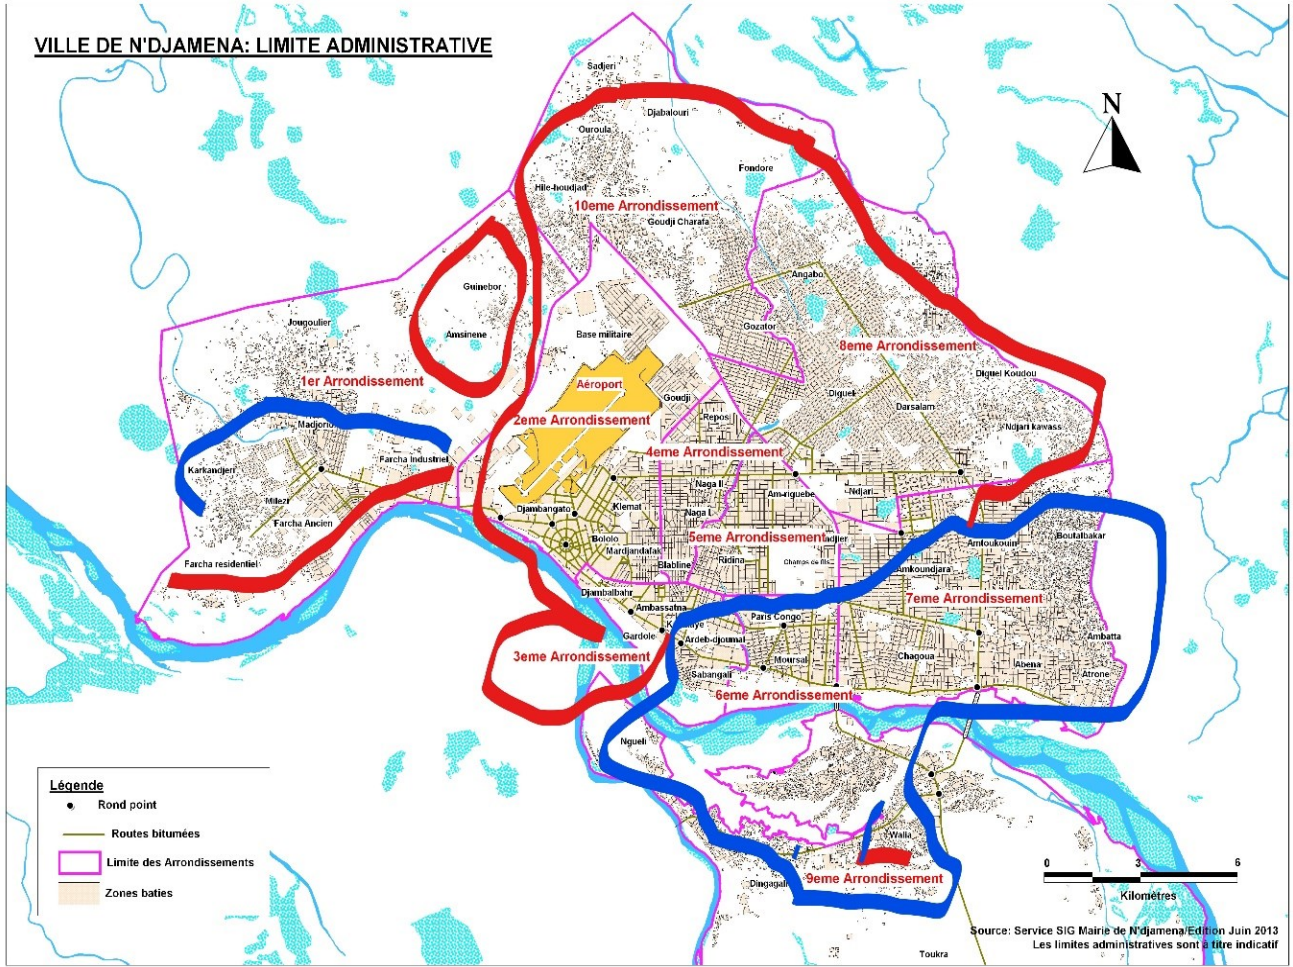 VILLE DE N'DJAMENA: LIMITE ADMINISTRATIVE
N
Sadjeri
Djabalouri
Ouroula
Fondore
Hile-houdjad
10eme Arrondissement
Goudji Charafa
Guinebor
Angabo
Jougoulier
Amsinene
Base militaire
Gozator
8eme Arrondissement
Diguel Koudou
1er Arrondissement
Aéroport
Goudji
Diguel
Darsalam
2eme Arrondissement
Repos
Madjorio
Ndjari kawass
4eme Arrondissement
Farcha Industriel
Karkandjeri
Naga II
Am-riguebe
Ndjari
Milezi
Djambangato
Klemat
Naga I
Farcha Ancien
Bololo
5eme Arrondissement
Amtoukouin
Boutalbakar
Mardjandafak
Ridina
Champs de fils
Farcha residentiel
Blabline
Amkoundjara
Djambalbahr
7eme Arrondissement
Ambassatna
Paris Congo
Gardole
Ardeb-djoumal
Ambatta
3eme Arrondissement
Moursal
Chagoua
Abena
Sabangali
Atrone
6eme Arrondissement
Ngueli
Walia
Dingagali
9eme Arrondissement
Toukra
Légende
Rond point
Routes bitumées
Limite des Arrondissements
Zones baties
0 3 6
Kilomètres
Source: Service SIG Mairie de N'djamena/Edition Juin 2013
Les limites administratives sont à titre indicatif